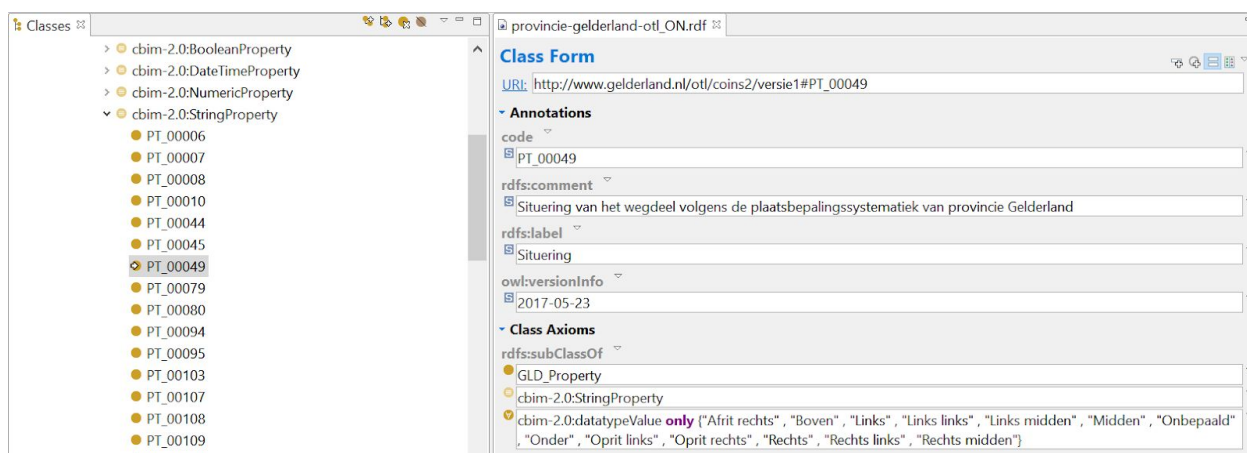 Classes
cbim-2.0:BooleanProperty
cbim-2.0:DateTimeProperty
cbim-2.0:NumericProperty
cbim-2.0:StringProperty
PT_00006
PT_00007
PT_00008
PT_00010
PT_00044
PT_00045
PT_00049
PT_00079
PT_00080
PT_00094
PT_00095
PT_00103
PT_00107
PT_00108
PT_00109
provincie-gelderland-otl_ON.rdf
Class Form
URI: http://www.gelderland.nl/otl/coins2/versie1#PT_00049
Annotations
code
PT_00049
rdfs:comment
Situering van het wegdeel volgens de plaatsbepalingssystematiek van provincie Gelderland
rdfs:label
Situering
owl:versionInfo
2017-05-23
Class Axioms
rdfs:subClassOf
GLD_Property
cbim-2.0:StringProperty
cbim-2.0:datatypeValue only {"Afrit rechts" , "Boven" , "Links" , "Links links" , "Links midden" , "Midden" , "Onbepaald"
, "Onder" , "Oprit links" , "Oprit rechts" , "Rechts" , "Rechts links" , "Rechts midden"}